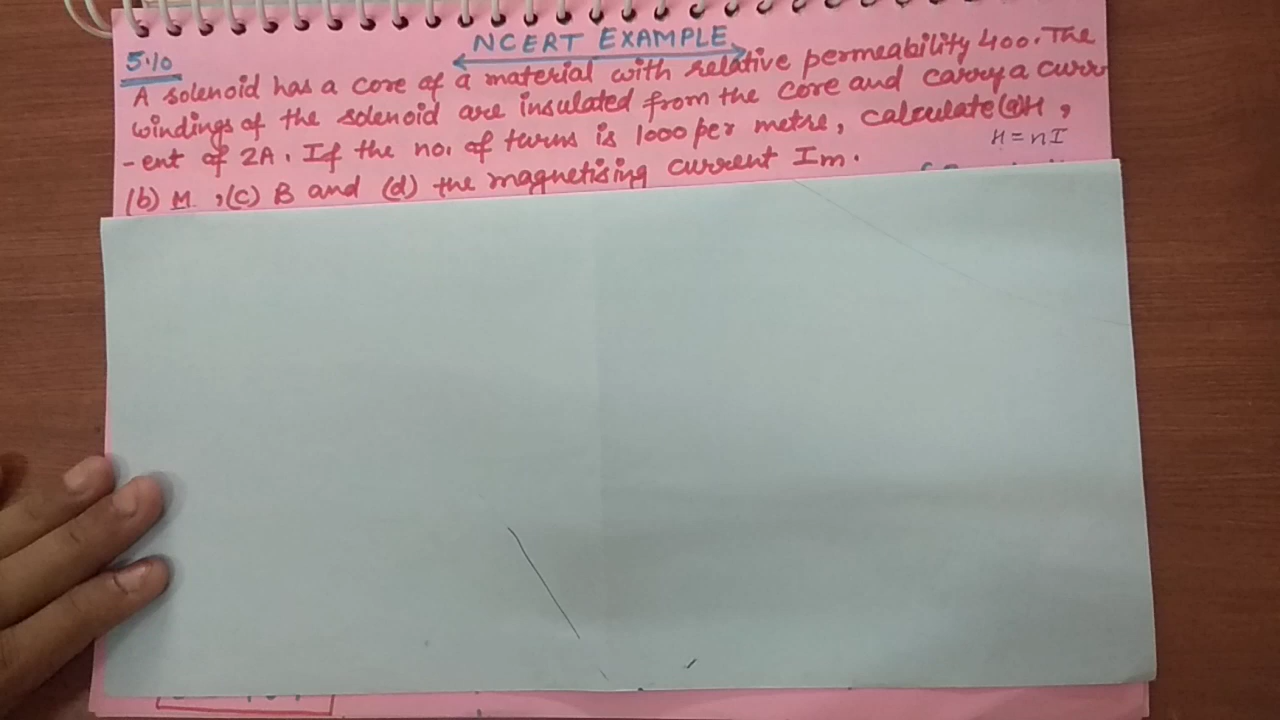 NCERT EXAMPLE
5.10
A solenoid has a core of a material with relative permeability 400. The
windings of the solenoid are insulated from the core and carry a curr
-ent of 2A. If the no. of turns is 1000 per metre, calculate (a) H,
H = nI
(b) M, (c) B and (d) the magnetising current Im.